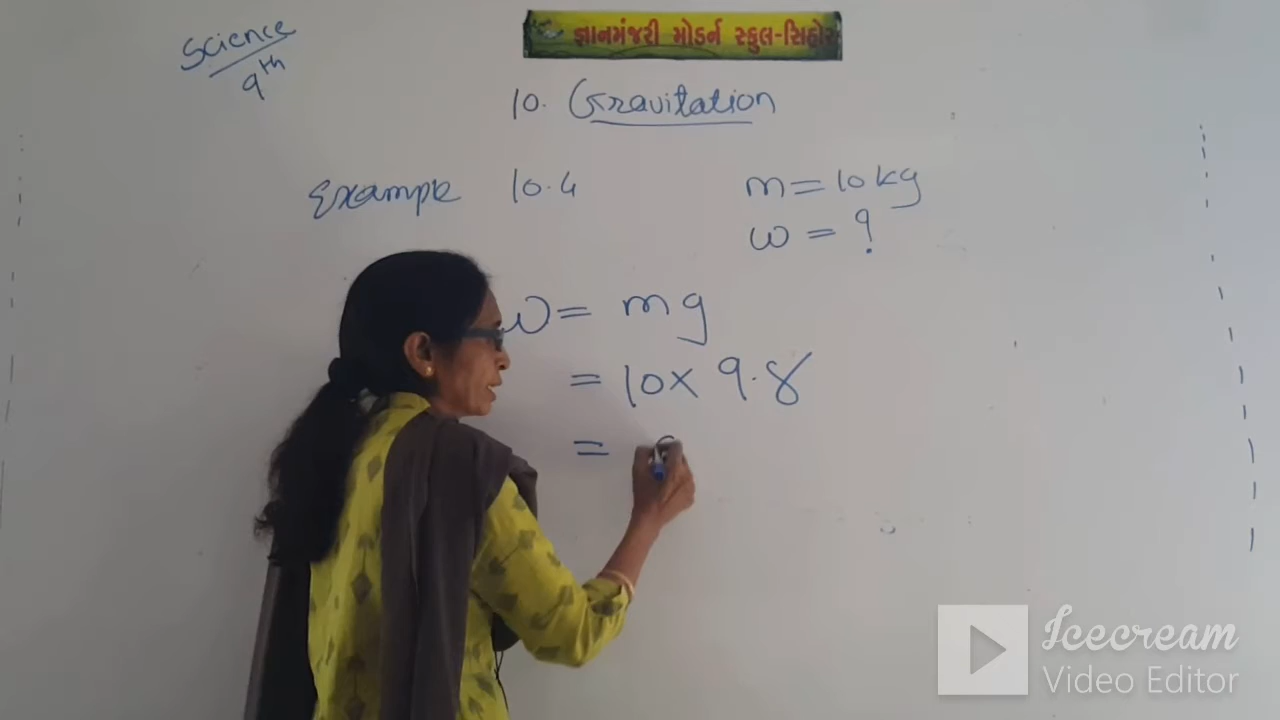 Science
9th
જ્ઞાનમંજરી મોડર્ન સ્કુલ-સિહોર
10. Gravitation
Example 10.4
m = 10 kg
w = ?
w = mg
= 10 x 9.8
=
Icecream
Video Editor